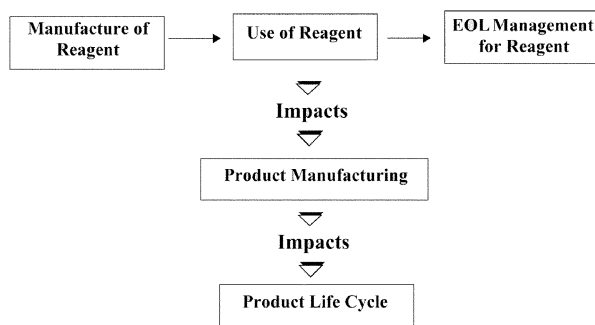 Manufacture of
Reagent
Use of Reagent
EOL Management
for Reagent
Impacts
Product Manufacturing
Impacts
Product Life Cycle